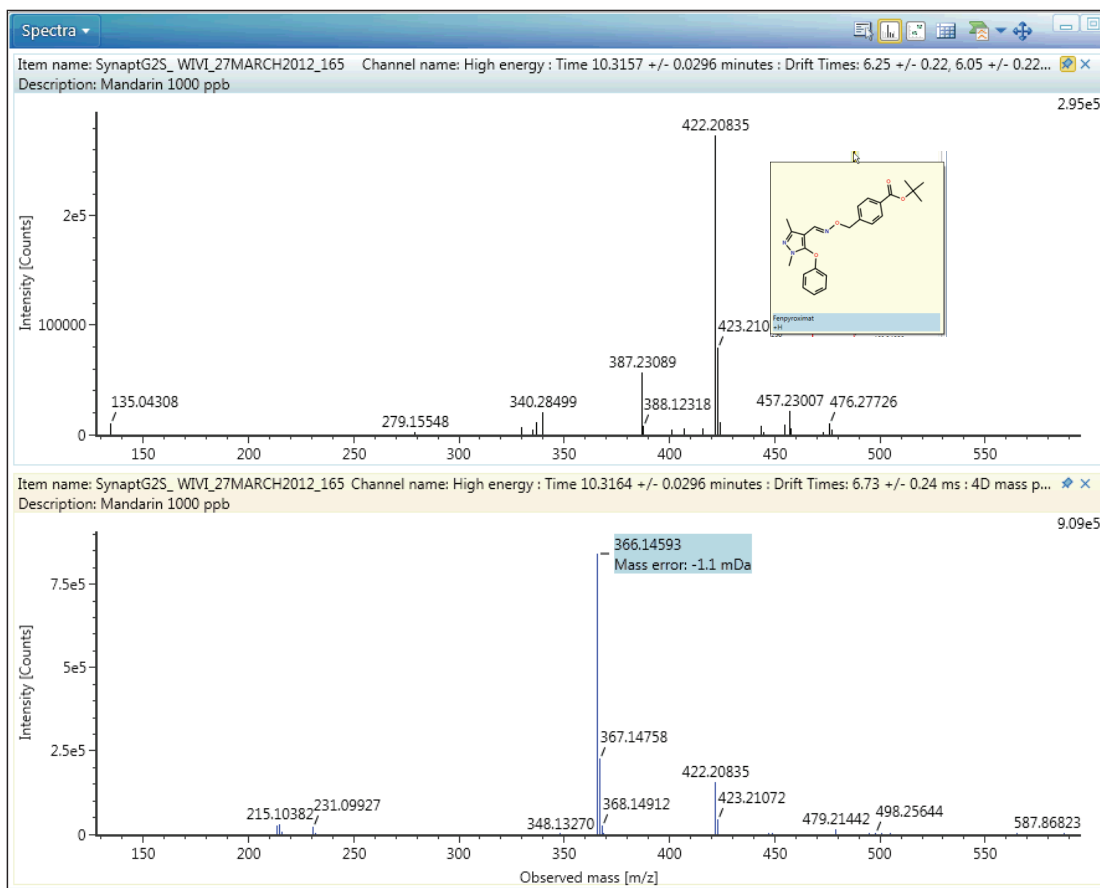 Spectra
Item name: SynaptG2S_ WIVI_27MARCH2012_165 Channel name: High energy : Time 10.3157 +/- 0.0296 minutes : Drift Times: 6.25 +/- 0.22, 6.05 +/- 0.22...
Description: Mandarin 1000 ppb
2.95e5
422.20835
2e5
Intensity [Counts]
Fenpyroximat
+H
100000
423.210
387.23089
135.04308
340.28499
388.12318
457.23007
476.27726
279.15548
0
150 200 250 300 350 400 450 500 550
Item name: SynaptG2S_ WIVI_27MARCH2012_165 Channel name: High energy : Time 10.3164 +/- 0.0296 minutes : Drift Times: 6.73 +/- 0.24 ms : 4D mass p...
Description: Mandarin 1000 ppb
9.09e5
366.14593
Mass error: -1.1 mDa
7.5e5
5e5
Intensity [Counts]
2.5e5
367.14758
422.20835
215.10382
231.09927
368.14912
423.21072
348.13270
479.21442
498.25644
587.86823
0
150 200 250 300 350 400 450 500 550
Observed mass [m/z]